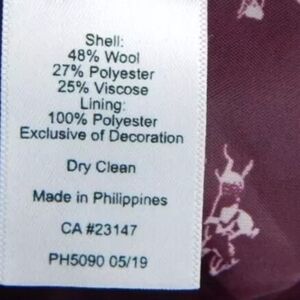 Shell:
48% Wool
27% Polyester
25% Viscose
Lining:
100% Polyester
Exclusive of Decoration
Dry Clean
Made in Philippines
CA #23147
PH5090 05/19